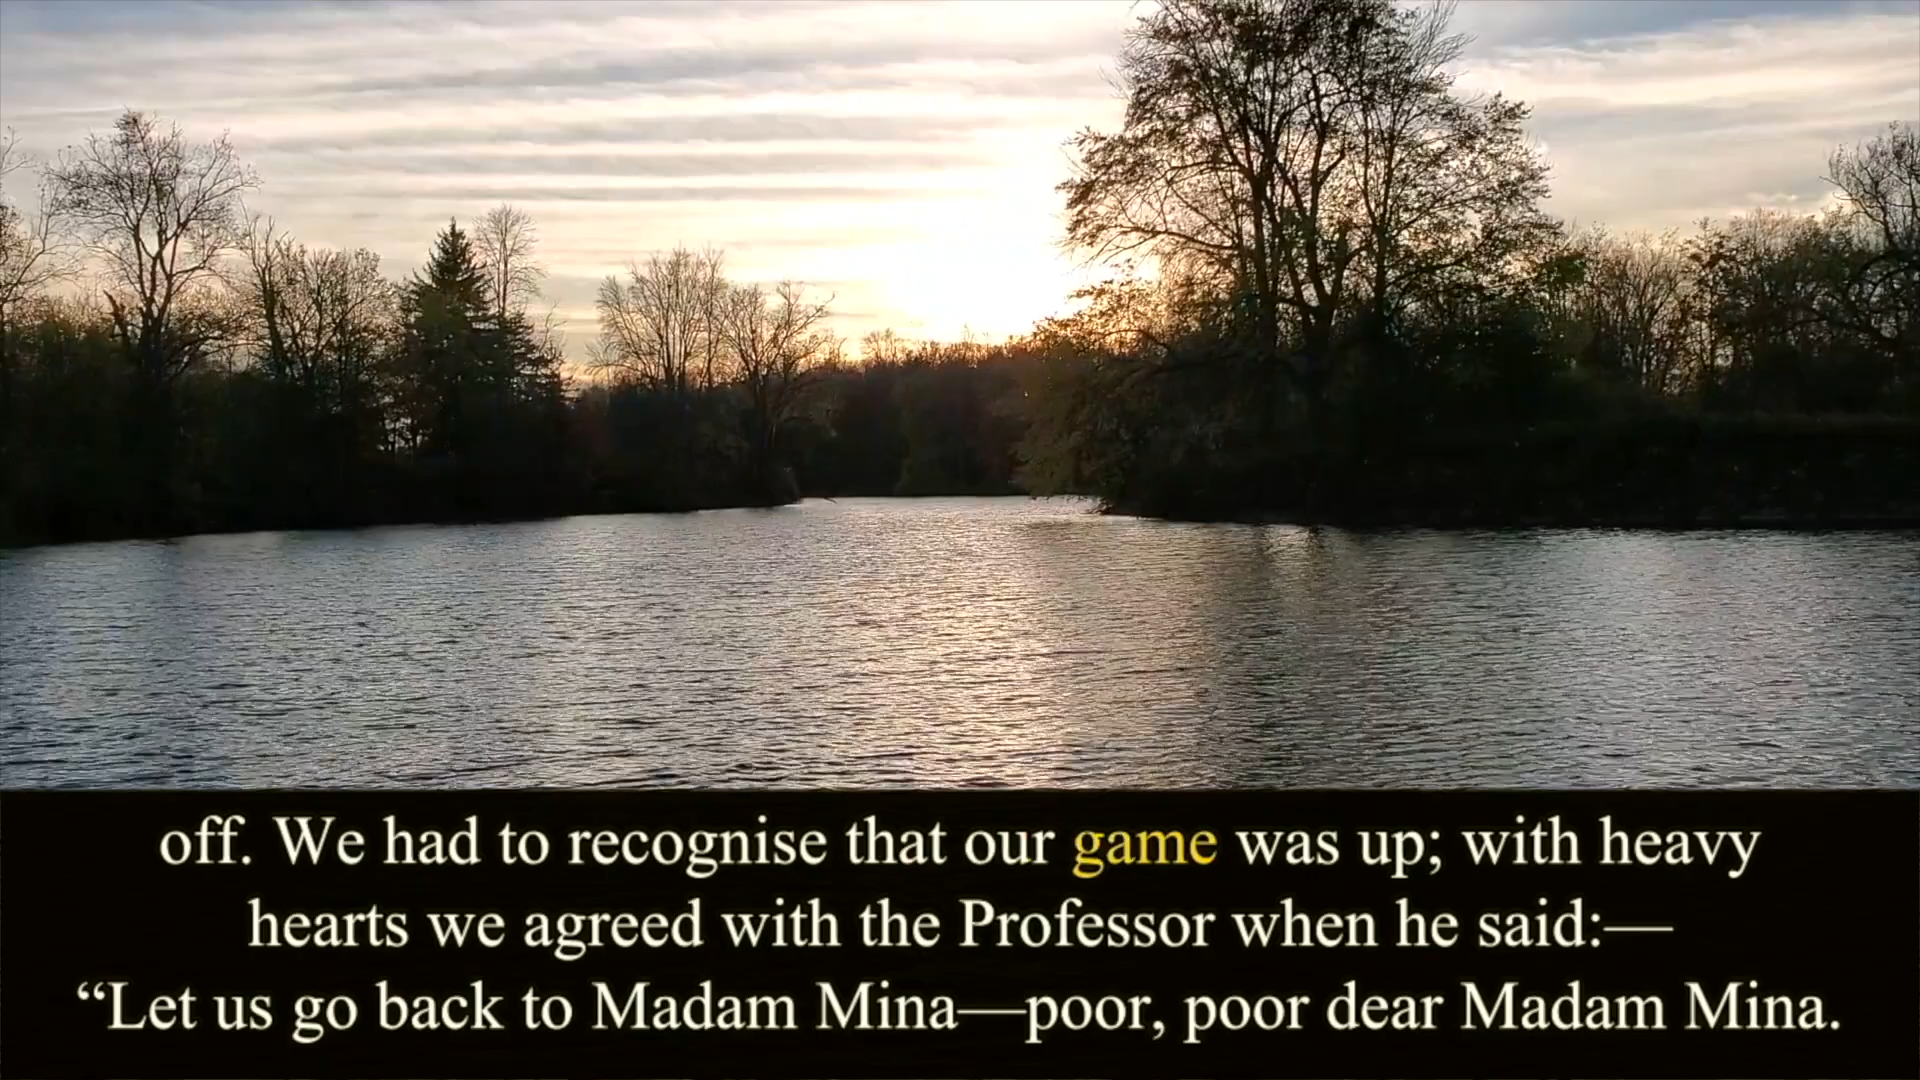 off. We had to recognise that our game was up; with heavy
hearts we agreed with the Professor when he said:—
“Let us go back to Madam Mina—poor, poor dear Madam Mina.